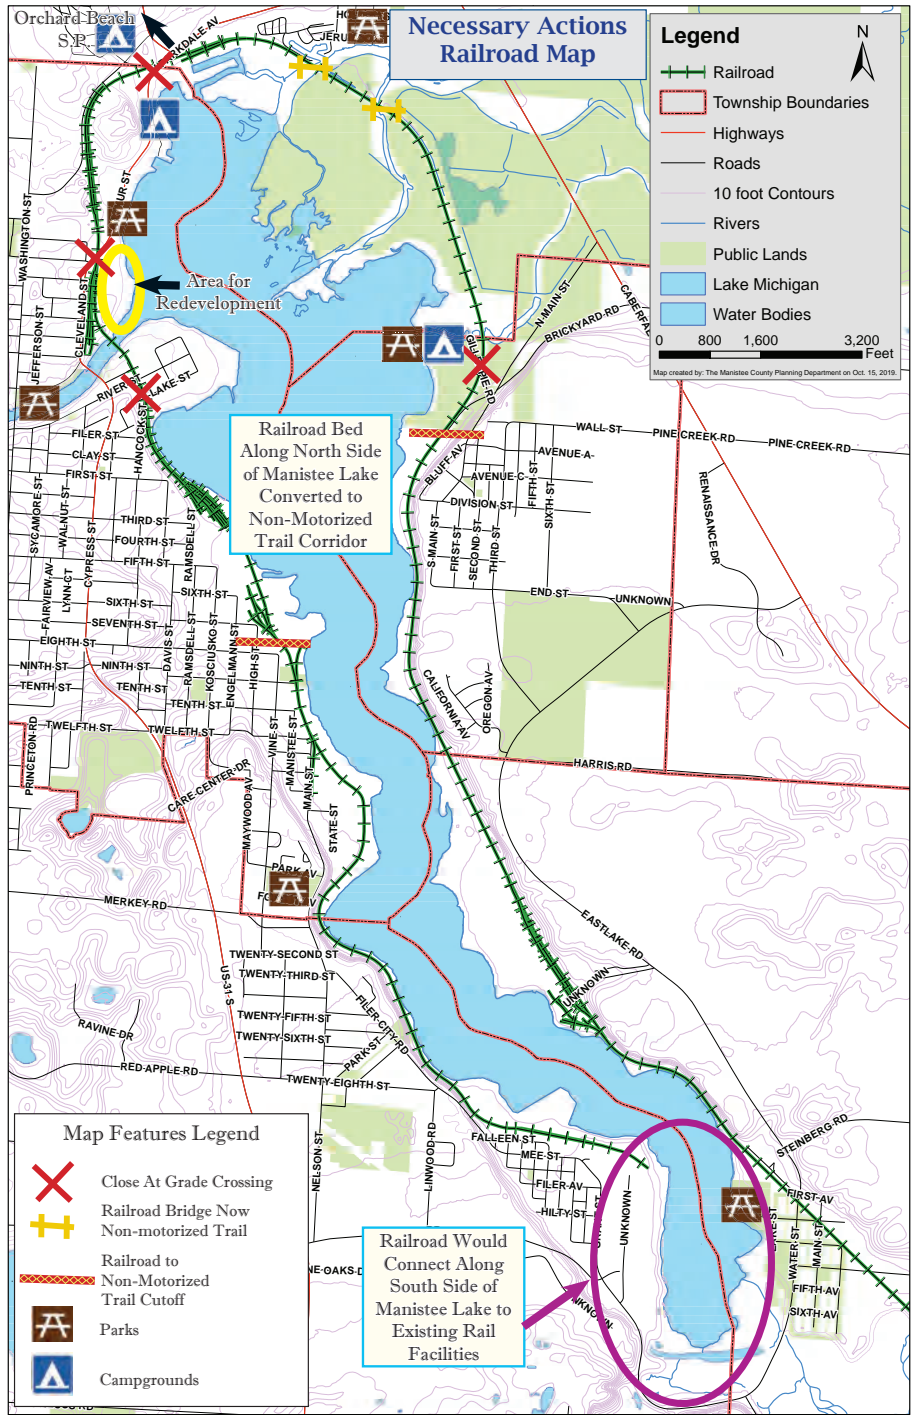 Orchard Beach
S.P.
Necessary Actions
Railroad Map
Legend
N
Railroad
Township Boundaries
Highways
Roads
10 foot Contours
Rivers
Public Lands
Lake Michigan
Water Bodies
0 800 1,600 3,200
Feet
Map created by: The Manistee County Planning Department on Oct. 15, 2019.
WASHINGTON-ST
JEFFERSON-ST
CLEVELAND-ST
Area for
Redevelopment
N-MAIN-ST
BRICKYARD-RD
LAKE-ST
HANCOCK-ST
FILER-ST
CLAY-ST
FIRST-ST
SYCAMORE-ST
WALNUT-ST
CYPRESS-ST
THIRD-ST
FOURTH-ST
FIFTH-ST
SIXTH-ST
RAMSDELL-ST
SIXTH-ST
SEVENTH-ST
EIGHTH-ST
FAIRVIEW-AV
LYNN-CT
NINTH-ST
NINTH-ST
TENTH-ST
TENTH-ST
TENTH-ST
DAVIS-ST
RAMSDELL-ST
KOSCIUSKO-ST
ENGELMANN-ST
HIGH-ST
TWELFTH-ST
TWELFTH-ST
PRINCETON-RD
CARE-CENTER-DR
MAYWOOD-AV
VINE-ST
MANISTEE-ST
MAIN-ST
STATE-ST
PARK-AV
Railroad Bed
Along North Side
of Manistee Lake
Converted to
Non-Motorized
Trail Corridor
WALL-ST
PINE-CREEK-RD
PINE-CREEK-RD
BLUFF-AV
AVENUE-A
AVENUE-C
DIVISION-ST
FIFTH-ST
SIXTH-ST
S-MAIN-ST
FIRST-ST
SECOND-ST
THIRD-ST
RENAISSANCE-DR
END-ST
UNKNOWN
CALIFORNIA-AV
OREGON-AV
HARRIS-RD
MERKEY-RD
US-31-S
TWENTY-SECOND ST
TWENTY-THIRD-ST
TWENTY-FIFTH-ST
TWENTY-SIXTH-ST
TWENTY-EIGHTH-ST
FILER-CITY-RD
PARK-ST
RAVINE-DR
RED-APPLE-RD
EASTLAKE-RD
UNKNOWN
STEINBERG-RD
NELSON-ST
LINWOOD-RD
FALLEEN-ST
MEE-ST
FILER-AV
HILTY-ST
UNKNOWN
FIRST-AV
WATER-ST
MAIN-ST
FIFTH-AV
SIXTH-AV
Railroad Would
Connect Along
South Side of
Manistee Lake to
Existing Rail
Facilities
Map Features Legend
Close At Grade Crossing
Railroad Bridge Now
Non-motorized Trail
Railroad to
Non-Motorized
Trail Cutoff
Parks
Campgrounds